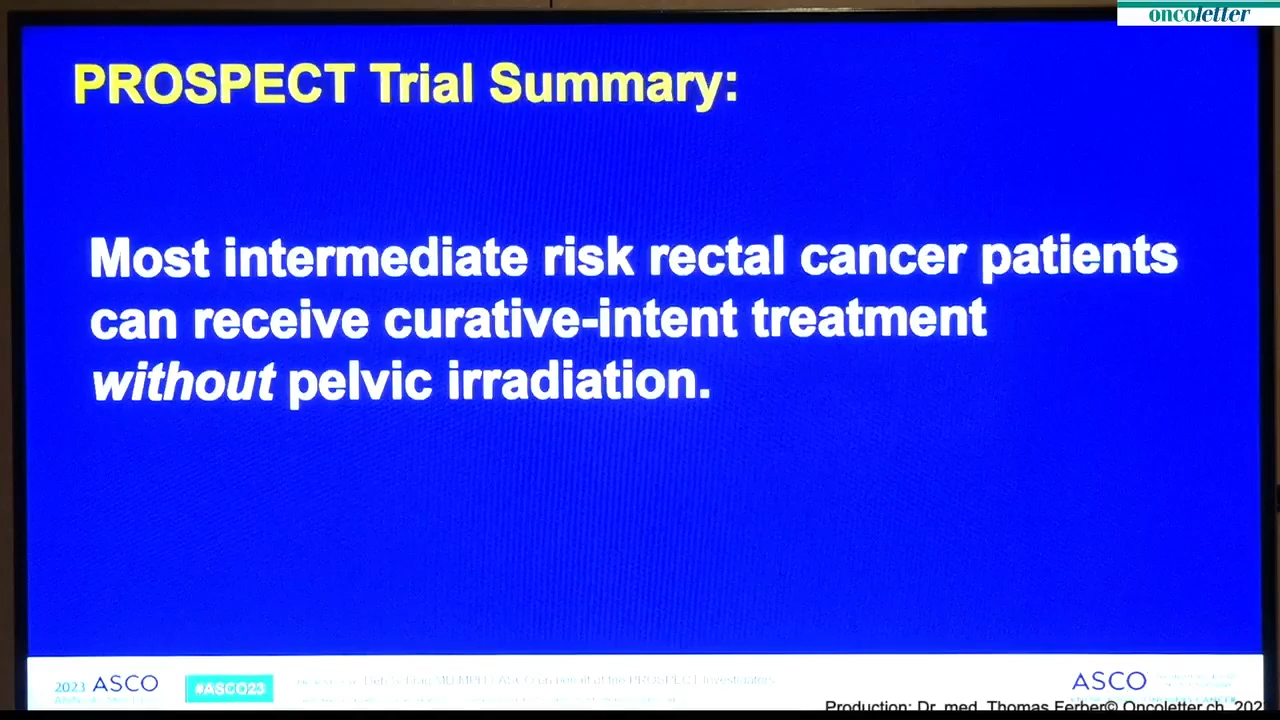 oncoletter
PROSPECT Trial Summary:
Most intermediate risk rectal cancer patients
can receive curative-intent treatment
without pelvic irradiation.
2023 ASCO
#ASCO23
ASCO
Production: Dr. med. Thomas Ferber© Oncoletter.ch, 202